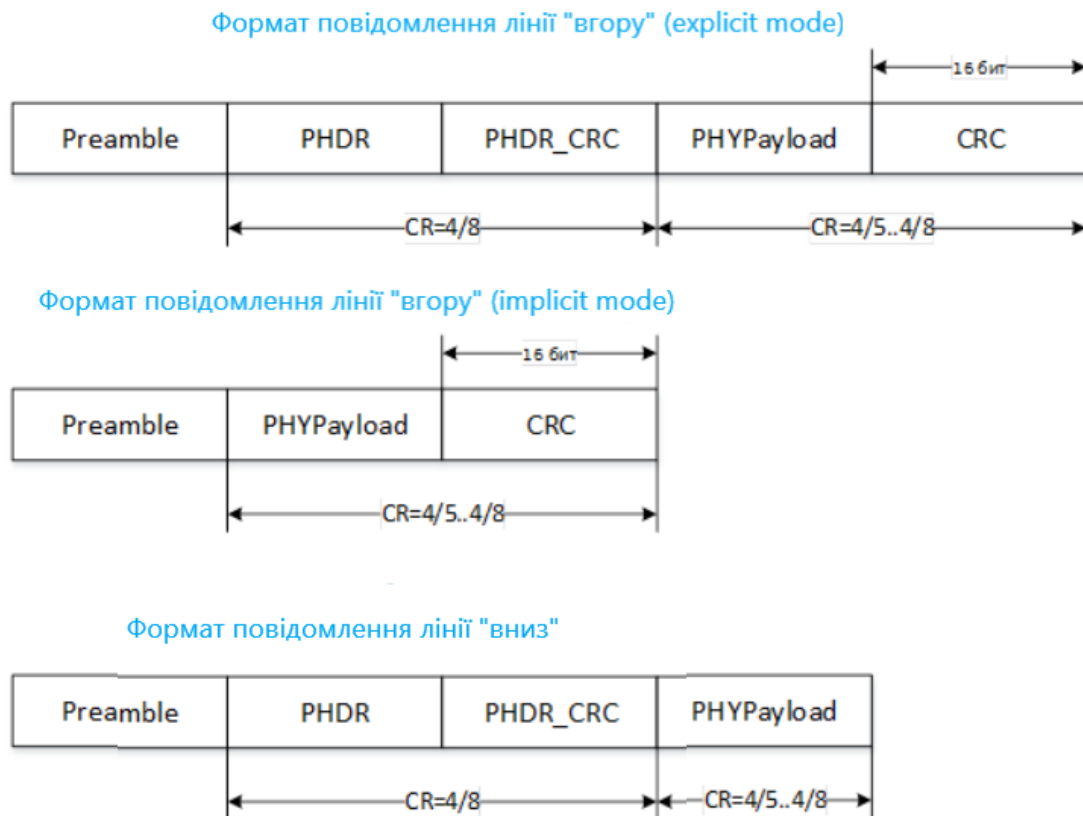 Формат повідомлення лінії "вгору" (explicit mode)
16 бит
Preamble PHDR PHDR_CRC PHYPayload CRC
CR=4/8 CR=4/5..4/8
Формат повідомлення лінії "вгору" (implicit mode)
16 бит
Preamble PHYPayload CRC
CR=4/5..4/8
Формат повідомлення лінії "вниз"
Preamble PHDR PHDR_CRC PHYPayload
CR=4/8 CR=4/5..4/8